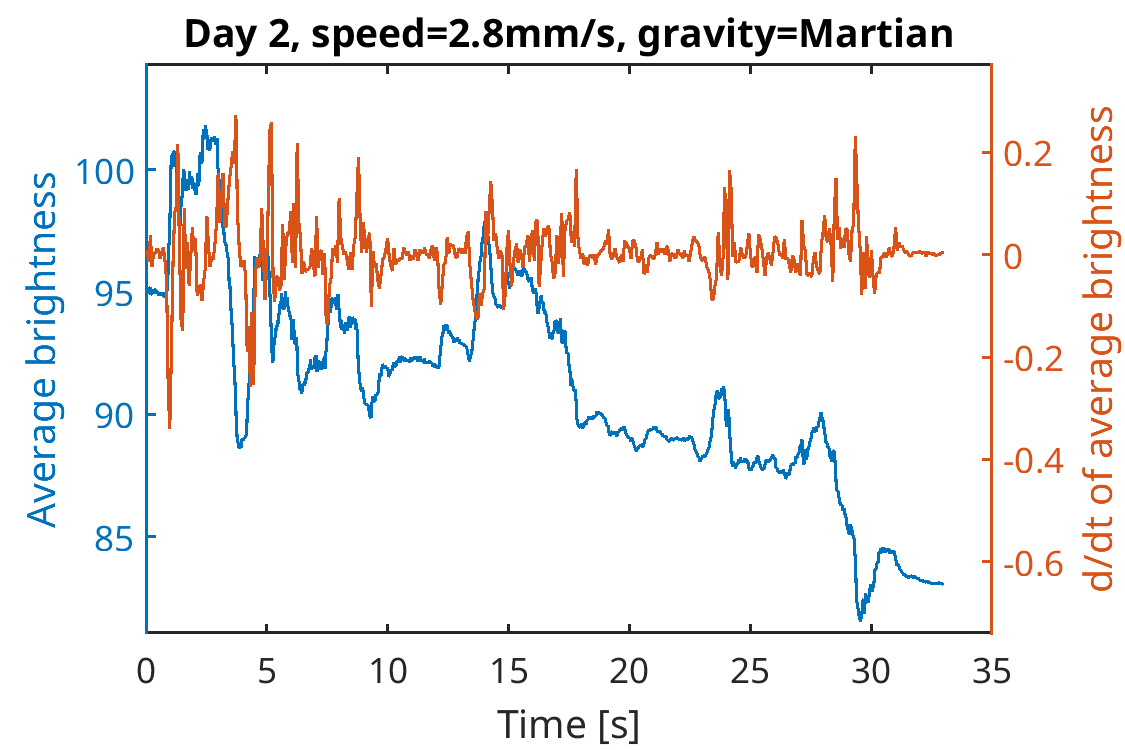 Day 2, speed=2.8mm/s, gravity=Martian
Average brightness
100
95
90
85
0.2
0
-0.2
-0.4
-0.6
d/dt of average brightness
0 5 10 15 20 25 30 35
Time [s]